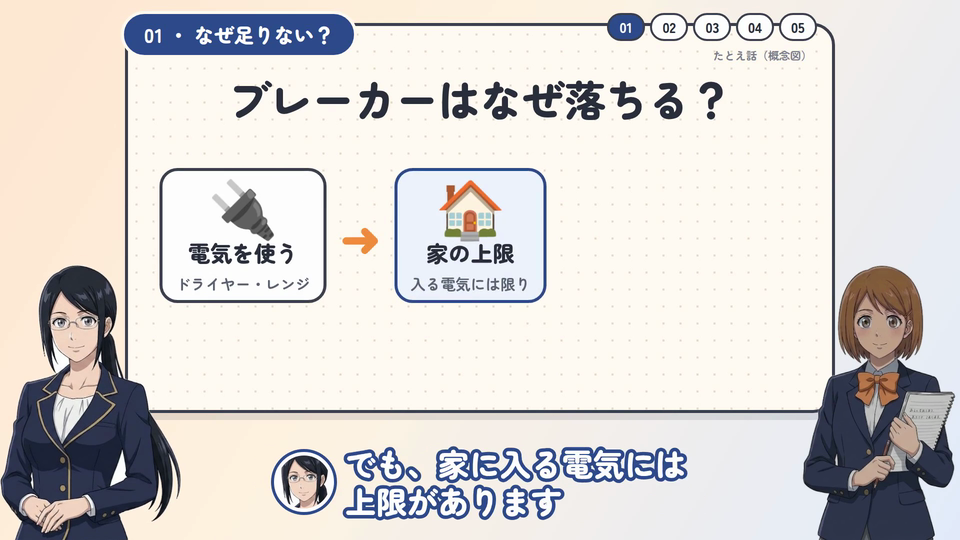 01 ・ なぜ足りない？
01 02 03 04 05
たとえ話（概念図）
ブレーカーはなぜ落ちる？
電気を使う
ドライヤー・レンジ
家の上限
入る電気には限り
でも、家に入る電気には
上限があります